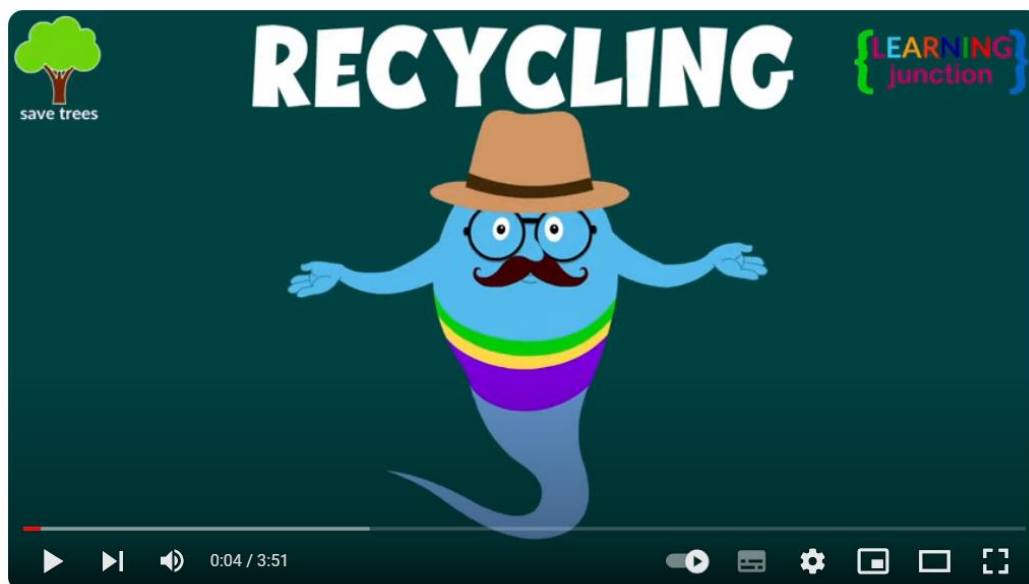 RECYCLING
save trees
{LEARNING
junction}
0:04 / 3:51